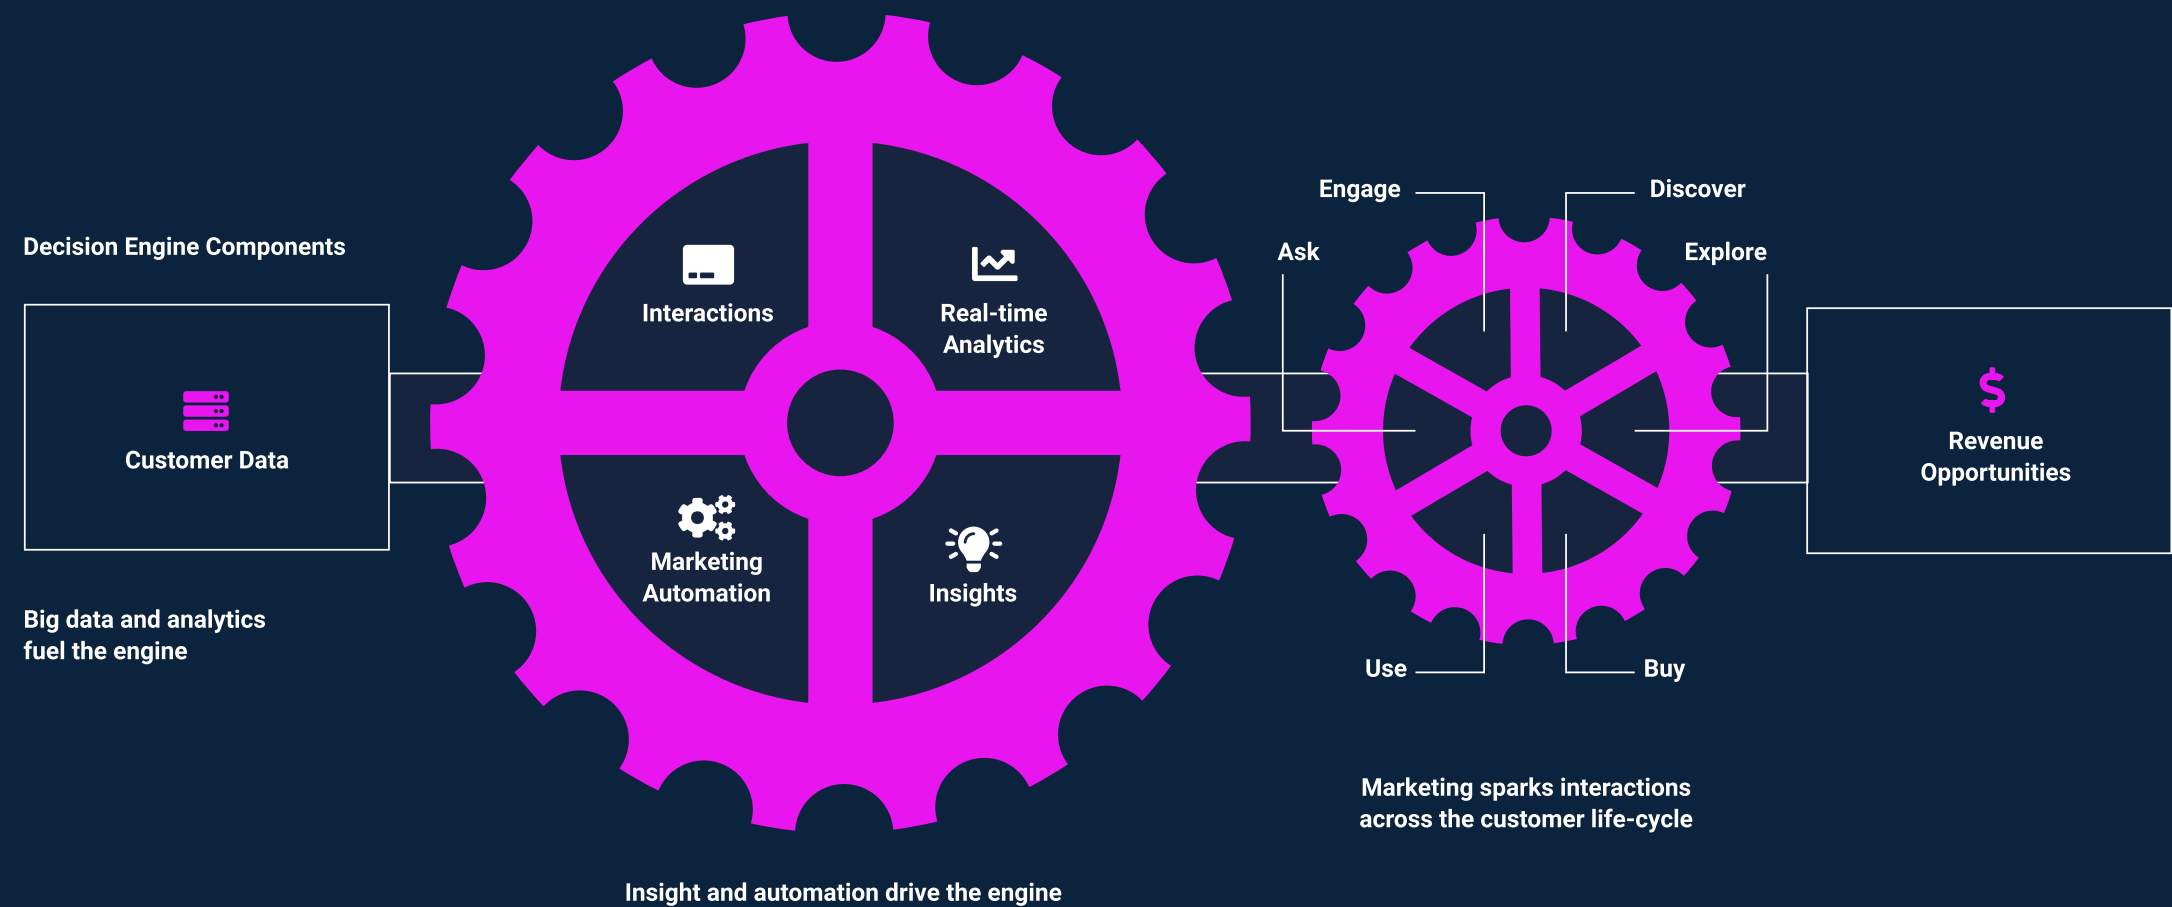 Decision Engine Components
Customer Data
Big data and analytics
fuel the engine
Interactions
Real-time
Analytics
Marketing
Automation
Insights
Insight and automation drive the engine
Engage
Discover
Ask
Explore
Use
Buy
Marketing sparks interactions
across the customer life-cycle
Revenue
Opportunities